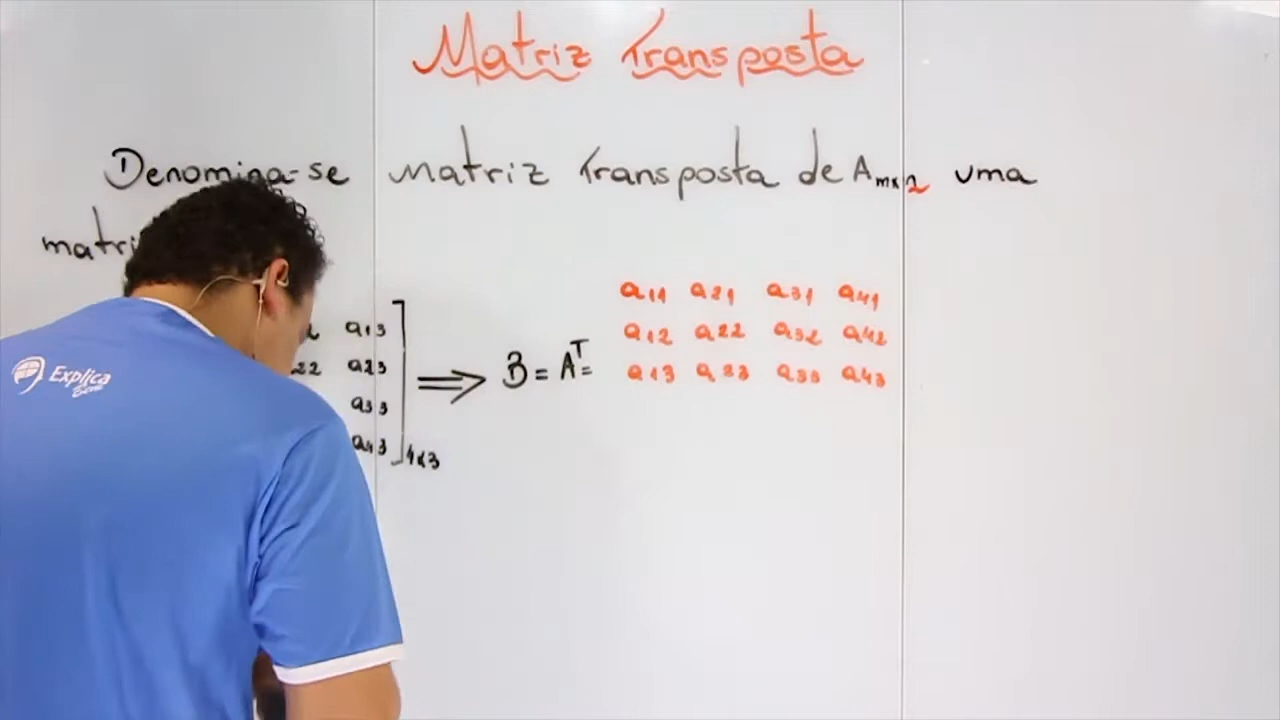 Matriz Transposta
Denomina-se matriz Transposta de Amxn uma
matri
a11 a21 a31 a41
a13
a12 a22 a32 a42
22 a23
B = A^T =
a13 a23 a33 a43
a33
a43
4x3
Explica